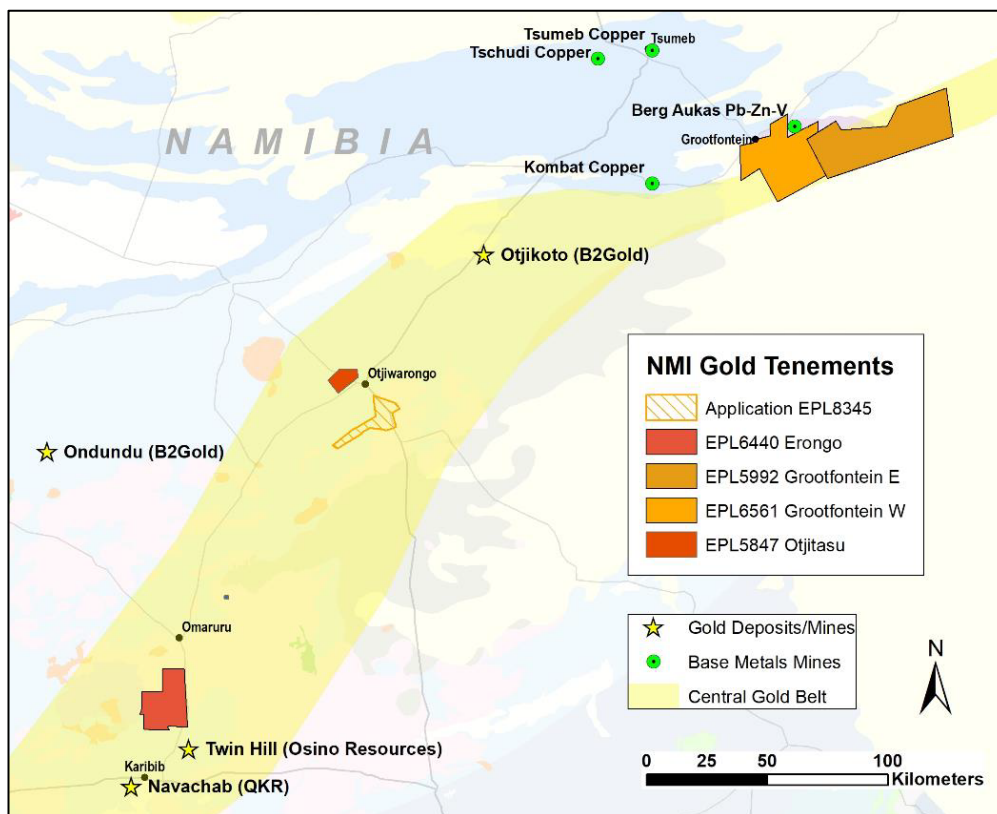 Tsumeb Copper
Tsumeb
Tschudi Copper
Berg Aukas Pb-Zn-V
Grootfontein
NAMIBIA
Kombat Copper
Otjikoto (B2Gold)
Otjiwarongo
Ondundu (B2Gold)
Omaruru
Twin Hill (Osino Resources)
Karibib
Navachab (QKR)
NMI Gold Tenements
Application EPL8345
EPL6440 Erongo
EPL5992 Grootfontein E
EPL6561 Grootfontein W
EPL5847 Otjitasu
Gold Deposits/Mines
Base Metals Mines
Central Gold Belt
N
0 25 50 100
Kilometers